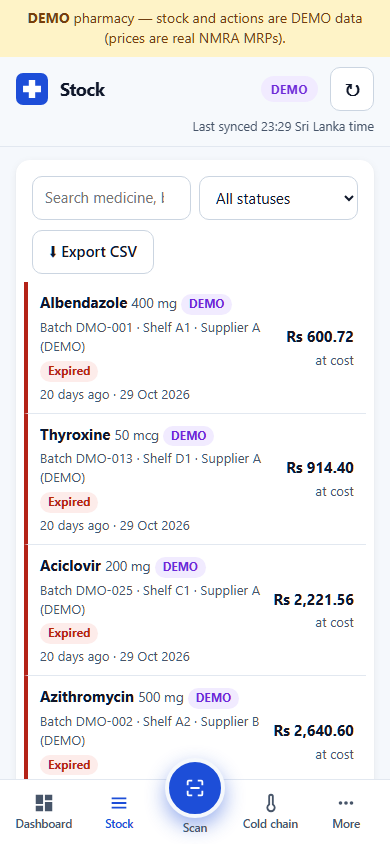 DEMO pharmacy — stock and actions are DEMO data
(prices are real NMRA MRPs).
Stock
DEMO
↻
Last synced 23:29 Sri Lanka time
Search medicine, b
All statuses
⬇ Export CSV
Albendazole 400 mg DEMO
Batch DMO-001 · Shelf A1 · Supplier A
(DEMO)
Expired
20 days ago · 29 Oct 2026
Rs 600.72
at cost
Thyroxine 50 mcg DEMO
Batch DMO-013 · Shelf D1 · Supplier A
(DEMO)
Expired
20 days ago · 29 Oct 2026
Rs 914.40
at cost
Aciclovir 200 mg DEMO
Batch DMO-025 · Shelf C1 · Supplier A
(DEMO)
Expired
20 days ago · 29 Oct 2026
Rs 2,221.56
at cost
Azithromycin 500 mg DEMO
Batch DMO-002 · Shelf A2 · Supplier B
(DEMO)
Expired
Rs 2,640.60
at cost
Dashboard
Stock
Scan
Cold chain
More